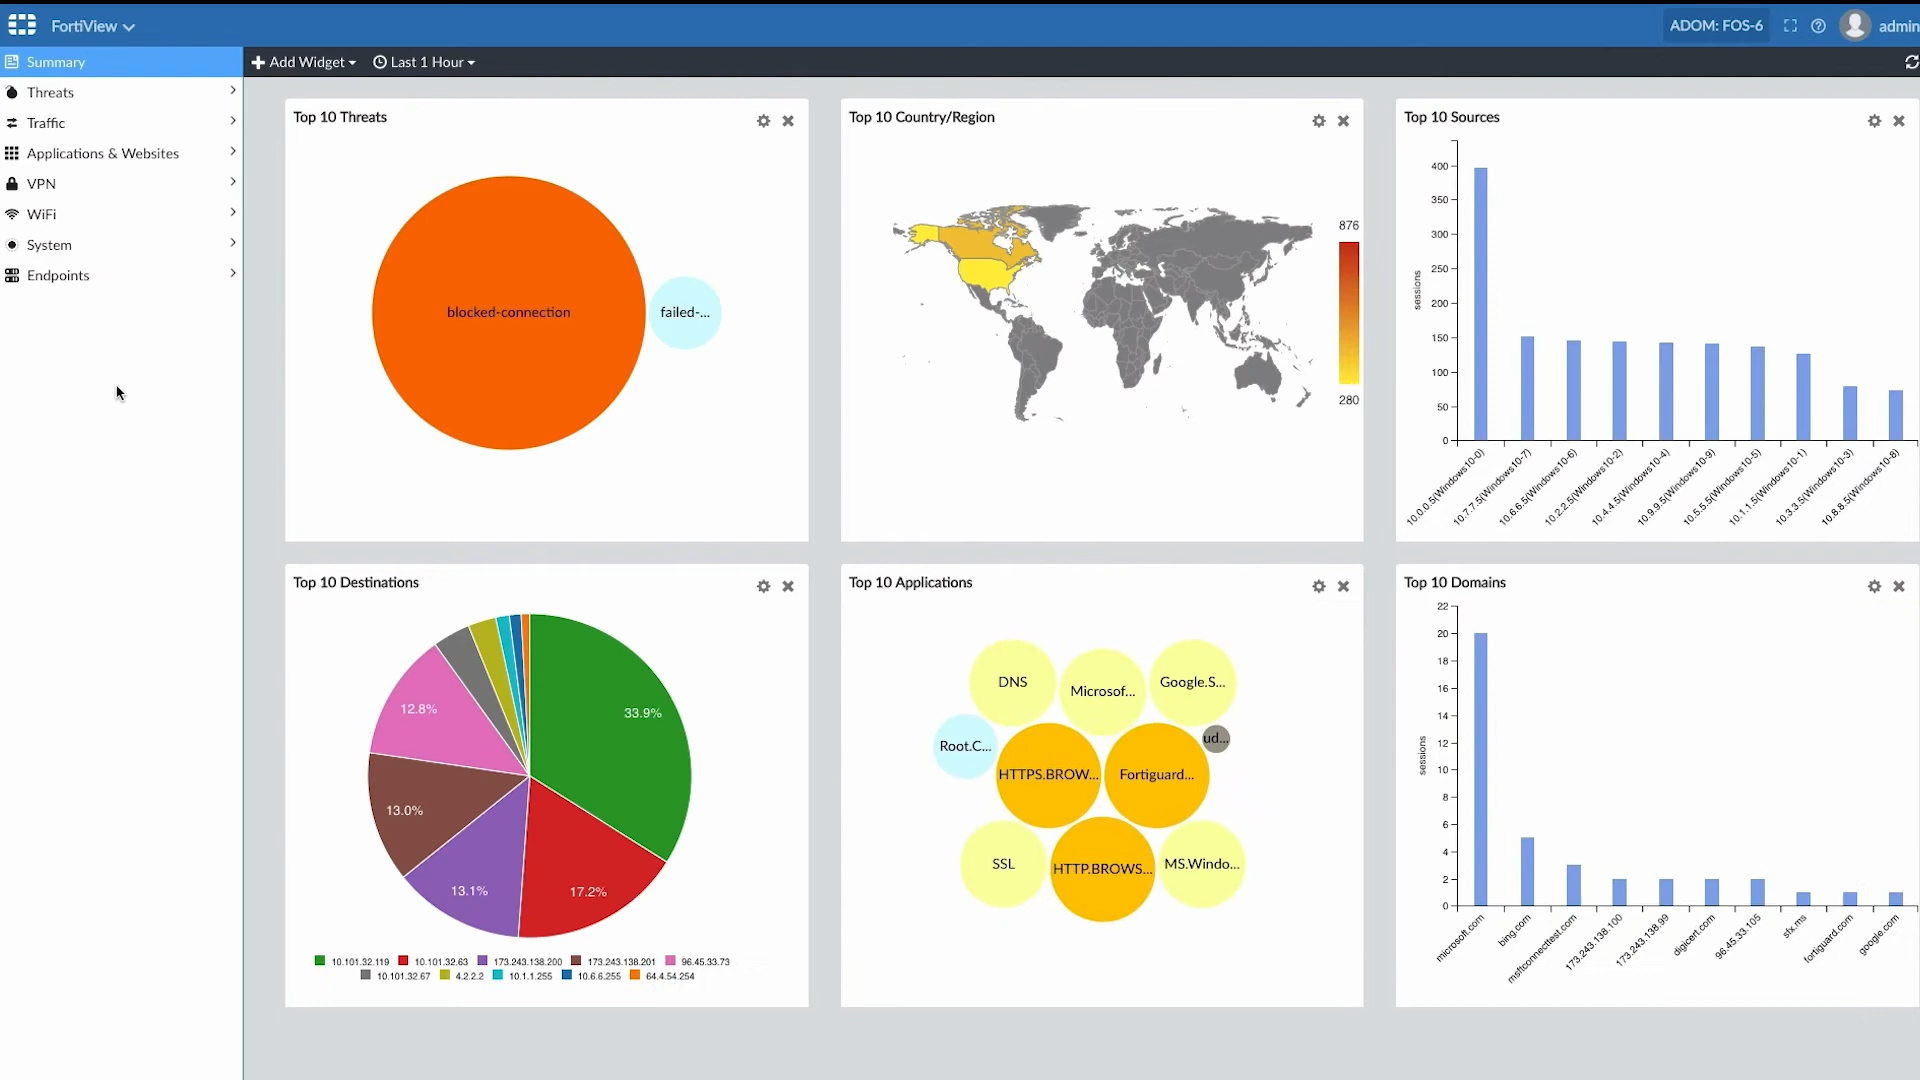 FortiView
ADOM: FOS-6
admin
Summary
Threats
Traffic
Applications & Websites
VPN
WiFi
System
Endpoints
Add Widget
Last 1 Hour
Top 10 Threats
blocked-connection
failed-...
Top 10 Country/Region
876
280
Top 10 Sources
400
350
300
250
200
150
100
50
0
sessions
10.0.0.5(Windows10-0)
10.7.7.5(Windows10-7)
10.6.6.5(Windows10-6)
10.2.2.5(Windows10-2)
10.4.4.5(Windows10-4)
10.9.9.5(Windows10-9)
10.5.5.5(Windows10-5)
10.1.1.5(Windows10-1)
10.3.3.5(Windows10-3)
10.8.8.5(Windows10-8)
Top 10 Destinations
33.9%
17.2%
13.1%
13.0%
12.8%
10.101.32.119 10.101.32.63 173.243.138.200 173.243.138.201 96.45.33.73
10.101.32.67 4.2.2.2 10.1.1.255 10.6.6.255 64.4.54.254
Top 10 Applications
DNS
Microsof...
Google.S...
Root.C...
ud...
HTTPS.BROW...
Fortiguard...
SSL
HTTP.BROWS...
MS.Windo...
Top 10 Domains
22
20
18
16
14
12
10
8
6
4
2
0
sessions
microsoft.com
bing.com
msftconnecttest.com
173.243.138.100
173.243.138.99
digicert.com
96.45.33.105
sfx.ms
fortiguard.com
google.com